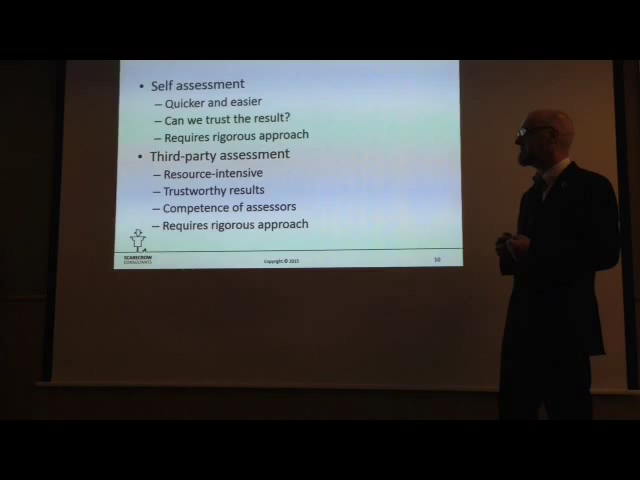 • Self assessment
– Quicker and easier
– Can we trust the result?
– Requires rigorous approach
• Third-party assessment
– Resource-intensive
– Trustworthy results
– Competence of assessors
– Requires rigorous approach
SCARECROW
CONSULTANTS
Copyright © 2015
30